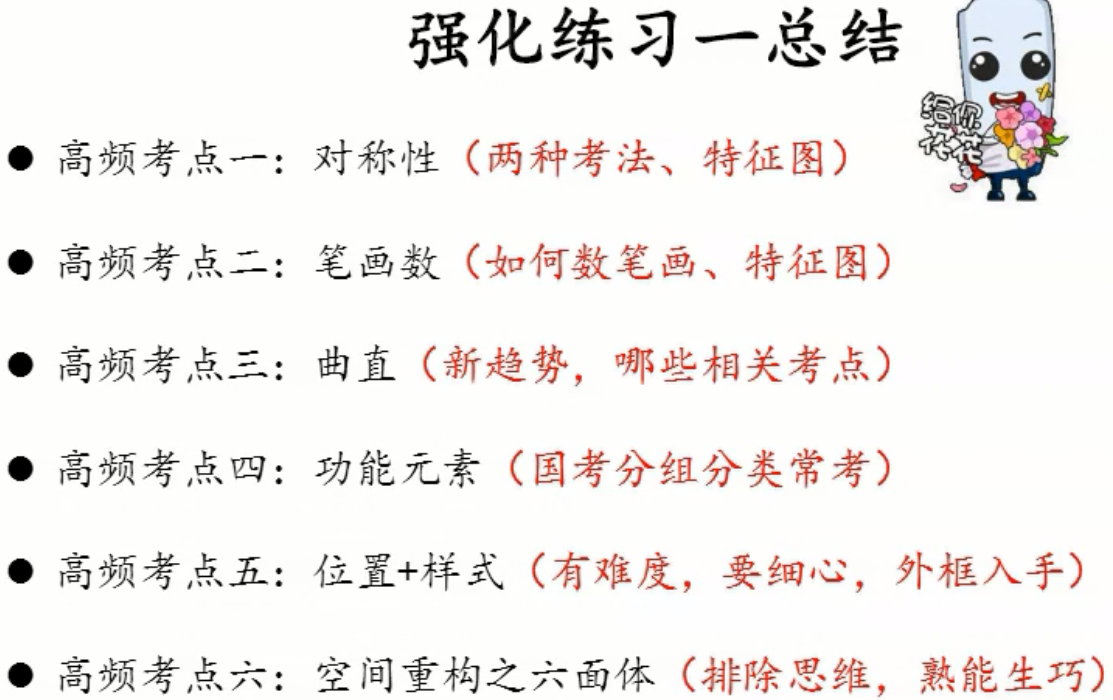 强化练习一总结
给你
花花
● 高频考点一：对称性（两种考法、特征图）
● 高频考点二：笔画数（如何数笔画、特征图）
● 高频考点三：曲直（新趋势，哪些相关考点）
● 高频考点四：功能元素（国考分组分类常考）
● 高频考点五：位置+样式（有难度，要细心，外框入手）
● 高频考点六：空间重构之六面体（排除思维，熟能生巧）